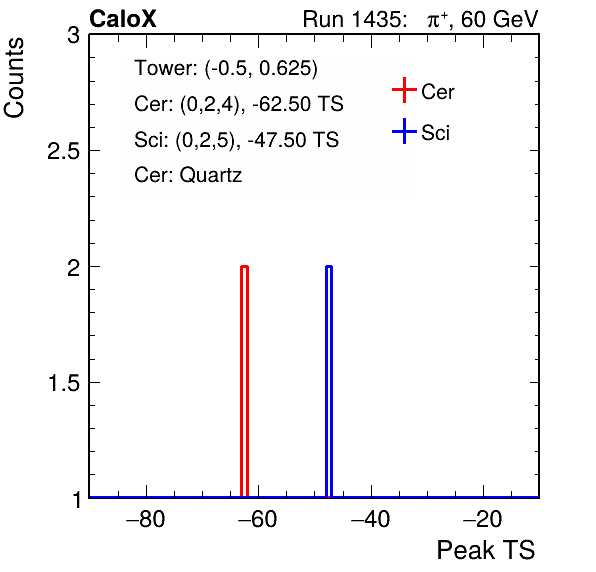 CaloX Run 1435: π⁺, 60 GeV
Counts
3
2.5
2
1.5
1
Tower: (-0.5, 0.625)
Cer: (0,2,4), -62.50 TS
Sci: (0,2,5), -47.50 TS
Cer: Quartz
Cer
Sci
−80 −60 −40 −20
Peak TS